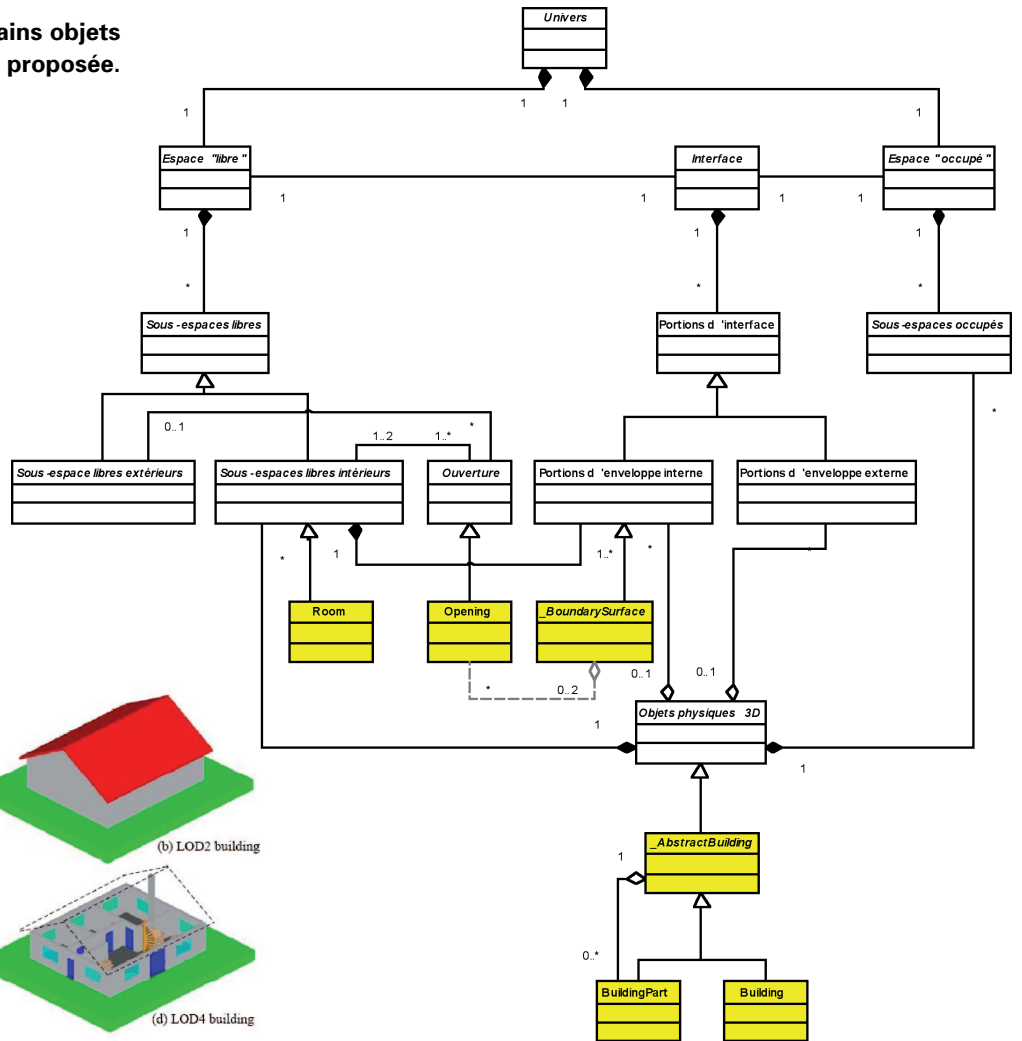 ains objets
proposée.
Univers
1
1
1
1
Espace "libre"
Interface
Espace "occupé"
1
1
1
1
1
1
1
*
*
*
Sous-espaces libres
Portions d 'interface
Sous-espaces occupés
0..1
*
1..2
1..*
*
Sous-espace libres extérieurs
Sous-espaces libres intérieurs
Ouverture
Portions d 'enveloppe interne
Portions d 'enveloppe externe
*
1
1..*
*
*
Room
Opening
_BoundarySurface
*
0..2
0..1
0..1
Objets physiques 3D
1
1
(b) LOD2 building
_AbstractBuilding
1
0..*
BuildingPart
Building
(d) LOD4 building